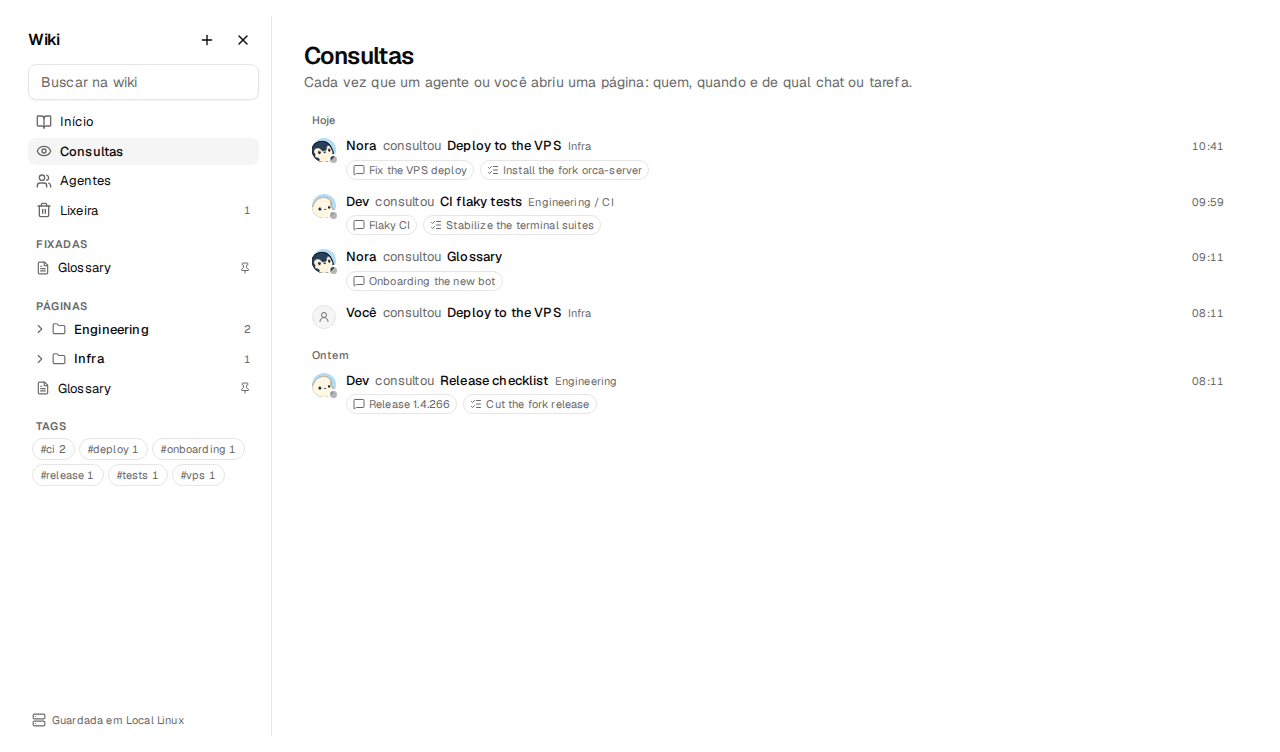 Wiki
Buscar na wiki
Início
Consultas
Agentes
Lixeira 1
FIXADAS
Glossary
PÁGINAS
Engineering 2
Infra 1
Glossary
TAGS
#ci 2 #deploy 1 #onboarding 1
#release 1 #tests 1 #vps 1
Guardada em Local Linux
Consultas
Cada vez que um agente ou você abriu uma página: quem, quando e de qual chat ou tarefa.
Hoje
Nora consultou Deploy to the VPS Infra 10:41
Fix the VPS deploy Install the fork orca-server
Dev consultou CI flaky tests Engineering / CI 09:59
Flaky CI Stabilize the terminal suites
Nora consultou Glossary 09:11
Onboarding the new bot
Você consultou Deploy to the VPS Infra 08:11
Ontem
Dev consultou Release checklist Engineering 08:11
Release 1.4.266 Cut the fork release